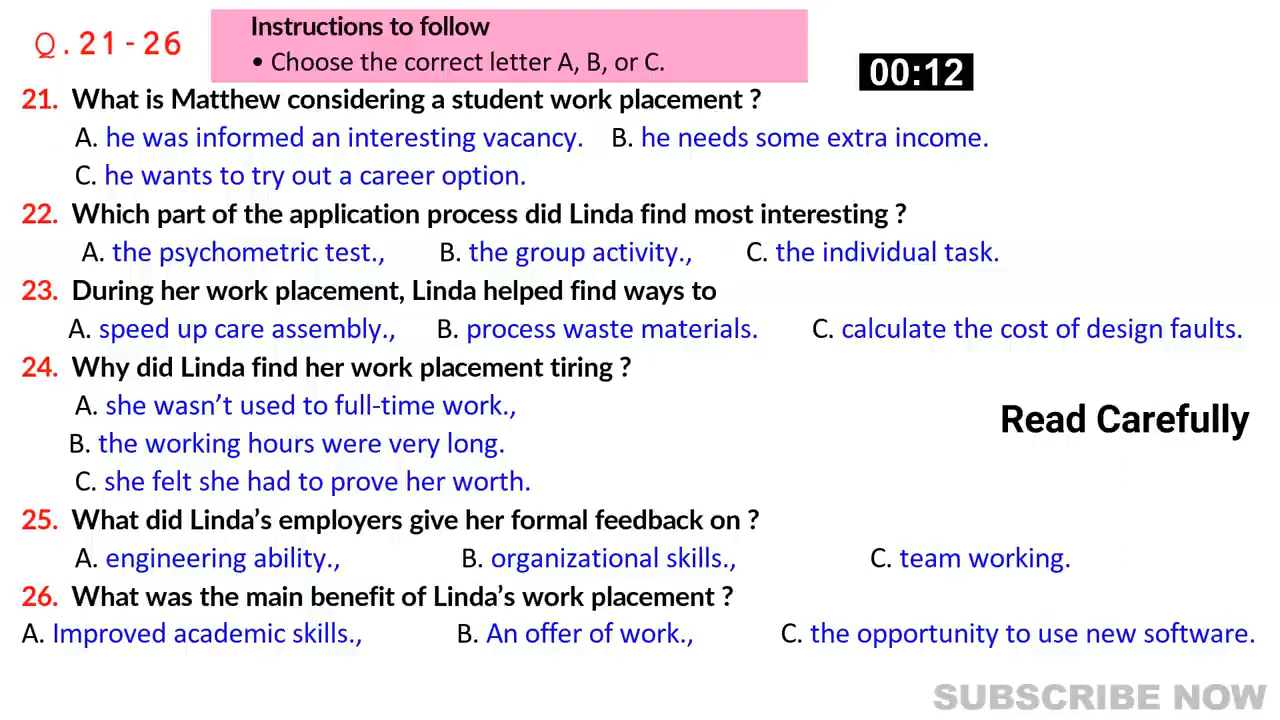 Q.21-26
Instructions to follow
• Choose the correct letter A, B, or C.
00:12
21. What is Matthew considering a student work placement ?
A. he was informed an interesting vacancy. B. he needs some extra income.
C. he wants to try out a career option.
22. Which part of the application process did Linda find most interesting ?
A. the psychometric test., B. the group activity., C. the individual task.
23. During her work placement, Linda helped find ways to
A. speed up care assembly., B. process waste materials. C. calculate the cost of design faults.
24. Why did Linda find her work placement tiring ?
A. she wasn’t used to full-time work.,
Read Carefully
B. the working hours were very long.
C. she felt she had to prove her worth.
25. What did Linda’s employers give her formal feedback on ?
A. engineering ability., B. organizational skills., C. team working.
26. What was the main benefit of Linda’s work placement ?
A. Improved academic skills., B. An offer of work., C. the opportunity to use new software.
SUBSCRIBE NOW